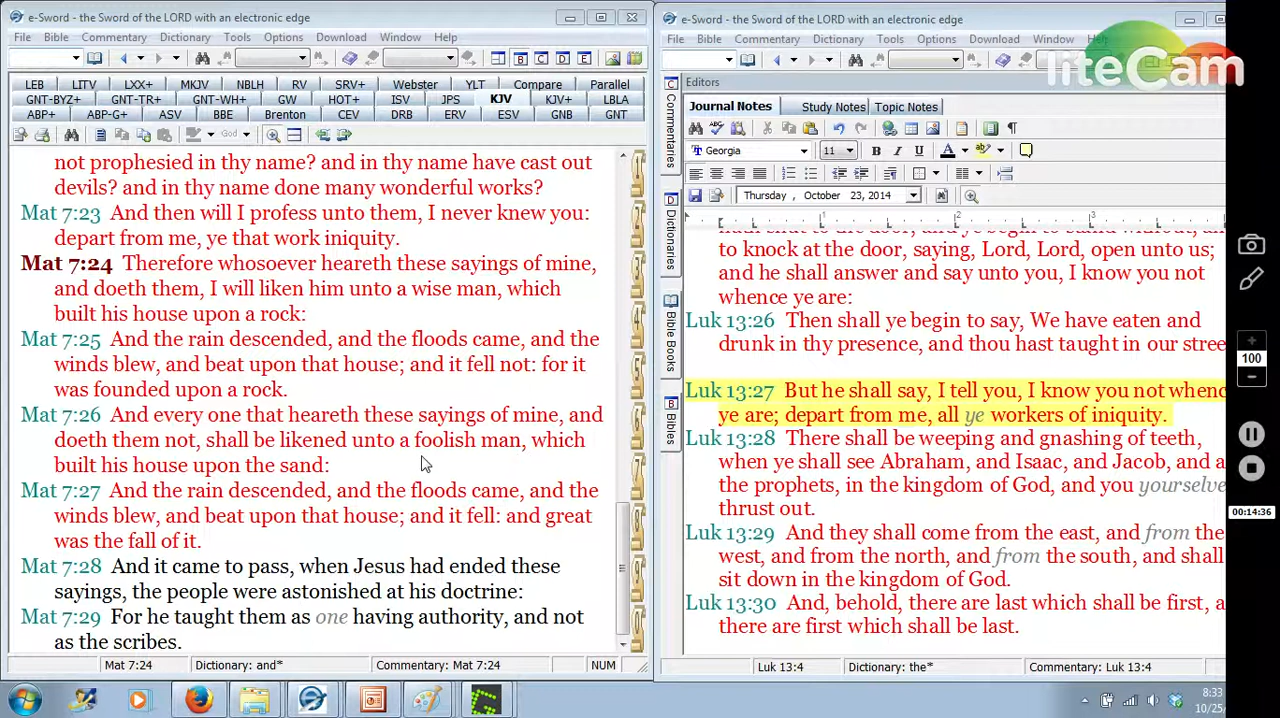 e-Sword - the Sword of the LORD with an electronic edge
File Bible Commentary Dictionary Tools Options Download Window Help
LEB LITV LXX+ MKJV NBLH RV SRV+ Webster YLT Compare Parallel
GNT-BYZ+ GNT-TR+ GNT-WH+ GW HOT+ ISV JPS KJV KJV+ LBLA
ABP+ ABP-G+ ASV BBE Brenton CEV DRB ERV ESV GNB GNT
God
not prophesied in thy name? and in thy name have cast out
devils? and in thy name done many wonderful works?
Mat 7:23 And then will I profess unto them, I never knew you:
depart from me, ye that work iniquity.
Mat 7:24 Therefore whosoever heareth these sayings of mine,
and doeth them, I will liken him unto a wise man, which
built his house upon a rock:
Mat 7:25 And the rain descended, and the floods came, and the
winds blew, and beat upon that house; and it fell not: for it
was founded upon a rock.
Mat 7:26 And every one that heareth these sayings of mine, and
doeth them not, shall be likened unto a foolish man, which
built his house upon the sand:
Mat 7:27 And the rain descended, and the floods came, and the
winds blew, and beat upon that house; and it fell: and great
was the fall of it.
Mat 7:28 And it came to pass, when Jesus had ended these
sayings, the people were astonished at his doctrine:
Mat 7:29 For he taught them as one having authority, and not
as the scribes.
Mat 7:24 Dictionary: and* Commentary: Mat 7:24 NUM
e-Sword - the Sword of the LORD with an electronic edge
File Bible Commentary Dictionary Tools Options Download Window
liteCam
Editors
Journal Notes Study Notes Topic Notes
Georgia 11 B I U A ab
Thursday , October 23, 2014
1 2 3
Commentaries
Dictionaries
Bible Books
Bibles
to knock at the door, saying, Lord, Lord, open unto us;
and he shall answer and say unto you, I know you not
whence ye are:
Luk 13:26 Then shall ye begin to say, We have eaten and
drunk in thy presence, and thou hast taught in our stree
Luk 13:27 But he shall say, I tell you, I know you not whenc
ye are; depart from me, all ye workers of iniquity.
Luk 13:28 There shall be weeping and gnashing of teeth,
when ye shall see Abraham, and Isaac, and Jacob, and a
the prophets, in the kingdom of God, and you yourselve
thrust out.
Luk 13:29 And they shall come from the east, and from the
west, and from the north, and from the south, and shall
sit down in the kingdom of God.
Luk 13:30 And, behold, there are last which shall be first, a
there are first which shall be last.
Luk 13:4 Dictionary: the* Commentary: Luk 13:4
100
00:14:36
8:33
10/25/